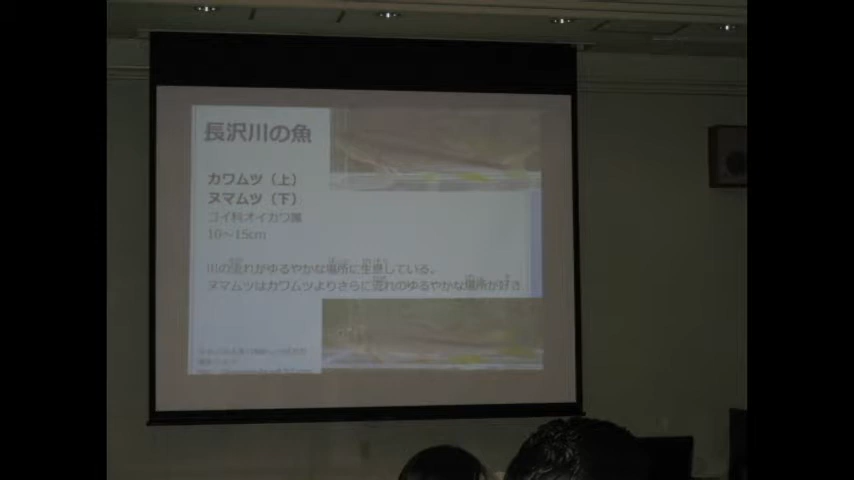 長沢川の魚
カワムツ（上）
ヌマムツ（下）
コイ科オイカワ属
10～15cm
川の流れがゆるやかな場所に生息している。
ヌマムツはカワムツよりさらに流れのゆるやかな場所が好き